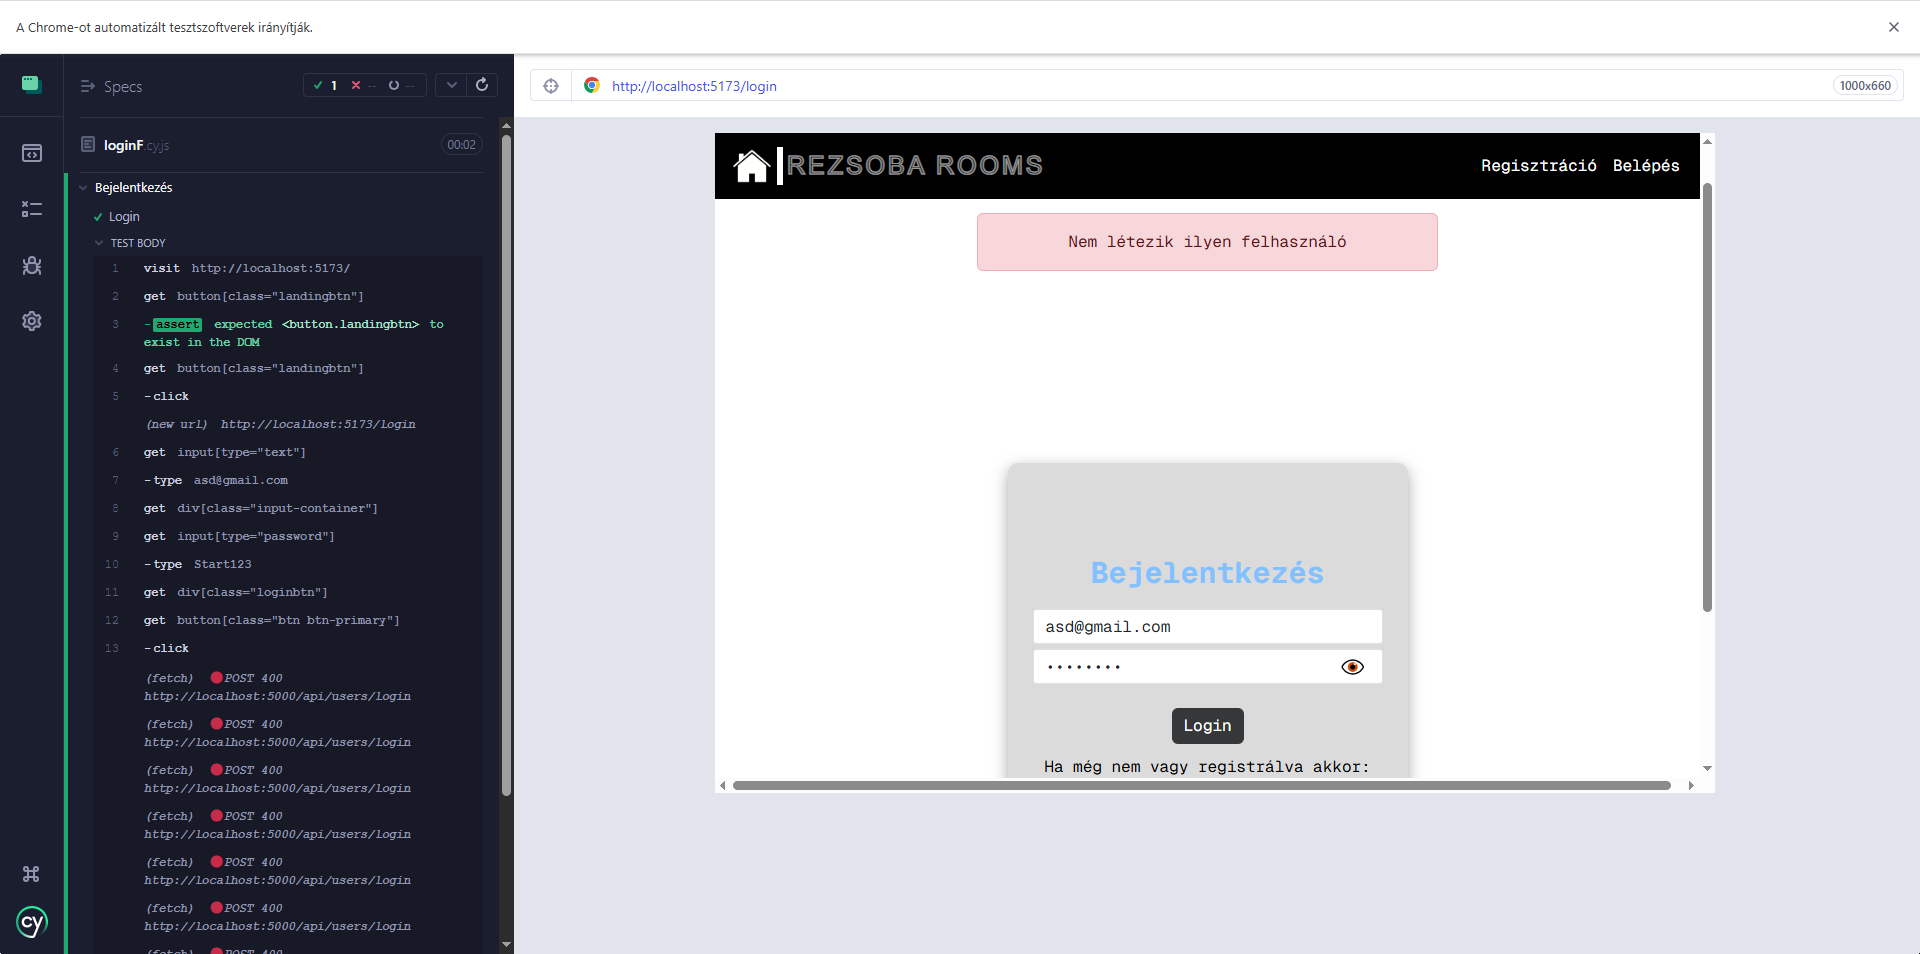 A Chrome-ot automatizált tesztszoftverek irányítják.
Specs
1 -- --
loginF.cy.js
00:02
Bejelentkezés
Login
TEST BODY
1 visit http://localhost:5173/
2 get button[class="landingbtn"]
3 -assert expected <button.landingbtn> to
exist in the DOM
4 get button[class="landingbtn"]
5 -click
(new url) http://localhost:5173/login
6 get input[type="text"]
7 -type asd@gmail.com
8 get div[class="input-container"]
9 get input[type="password"]
10 -type Start123
11 get div[class="loginbtn"]
12 get button[class="btn btn-primary"]
13 -click
(fetch) POST 400
http://localhost:5000/api/users/login
(fetch) POST 400
http://localhost:5000/api/users/login
(fetch) POST 400
http://localhost:5000/api/users/login
(fetch) POST 400
http://localhost:5000/api/users/login
(fetch) POST 400
http://localhost:5000/api/users/login
(fetch) POST 400
http://localhost:5000/api/users/login
(fetch) POST 400
cy
http://localhost:5173/login
1000x660
REZSOBA ROOMS
Regisztráció Belépés
Nem létezik ilyen felhasználó
Bejelentkezés
asd@gmail.com
••••••••
Login
Ha még nem vagy registrálva akkor: